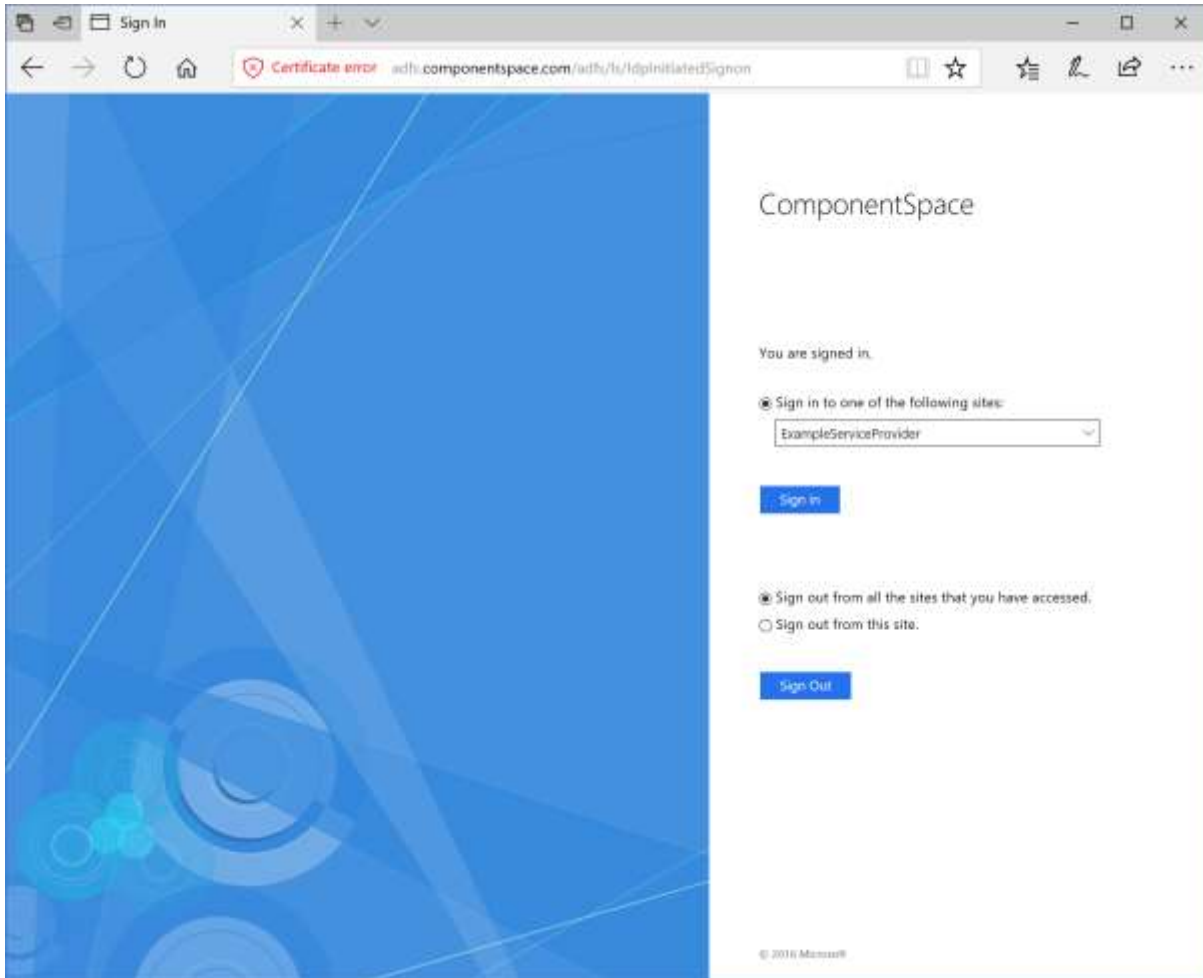 Sign In
Certificate error adfs.componentspace.com/adfs/ls/IdpInitiatedSignon
ComponentSpace
You are signed in.
Sign in to one of the following sites:
ExampleServiceProvider
Sign in
Sign out from all the sites that you have accessed.
Sign out from this site.
Sign Out
© 2016 Microsoft